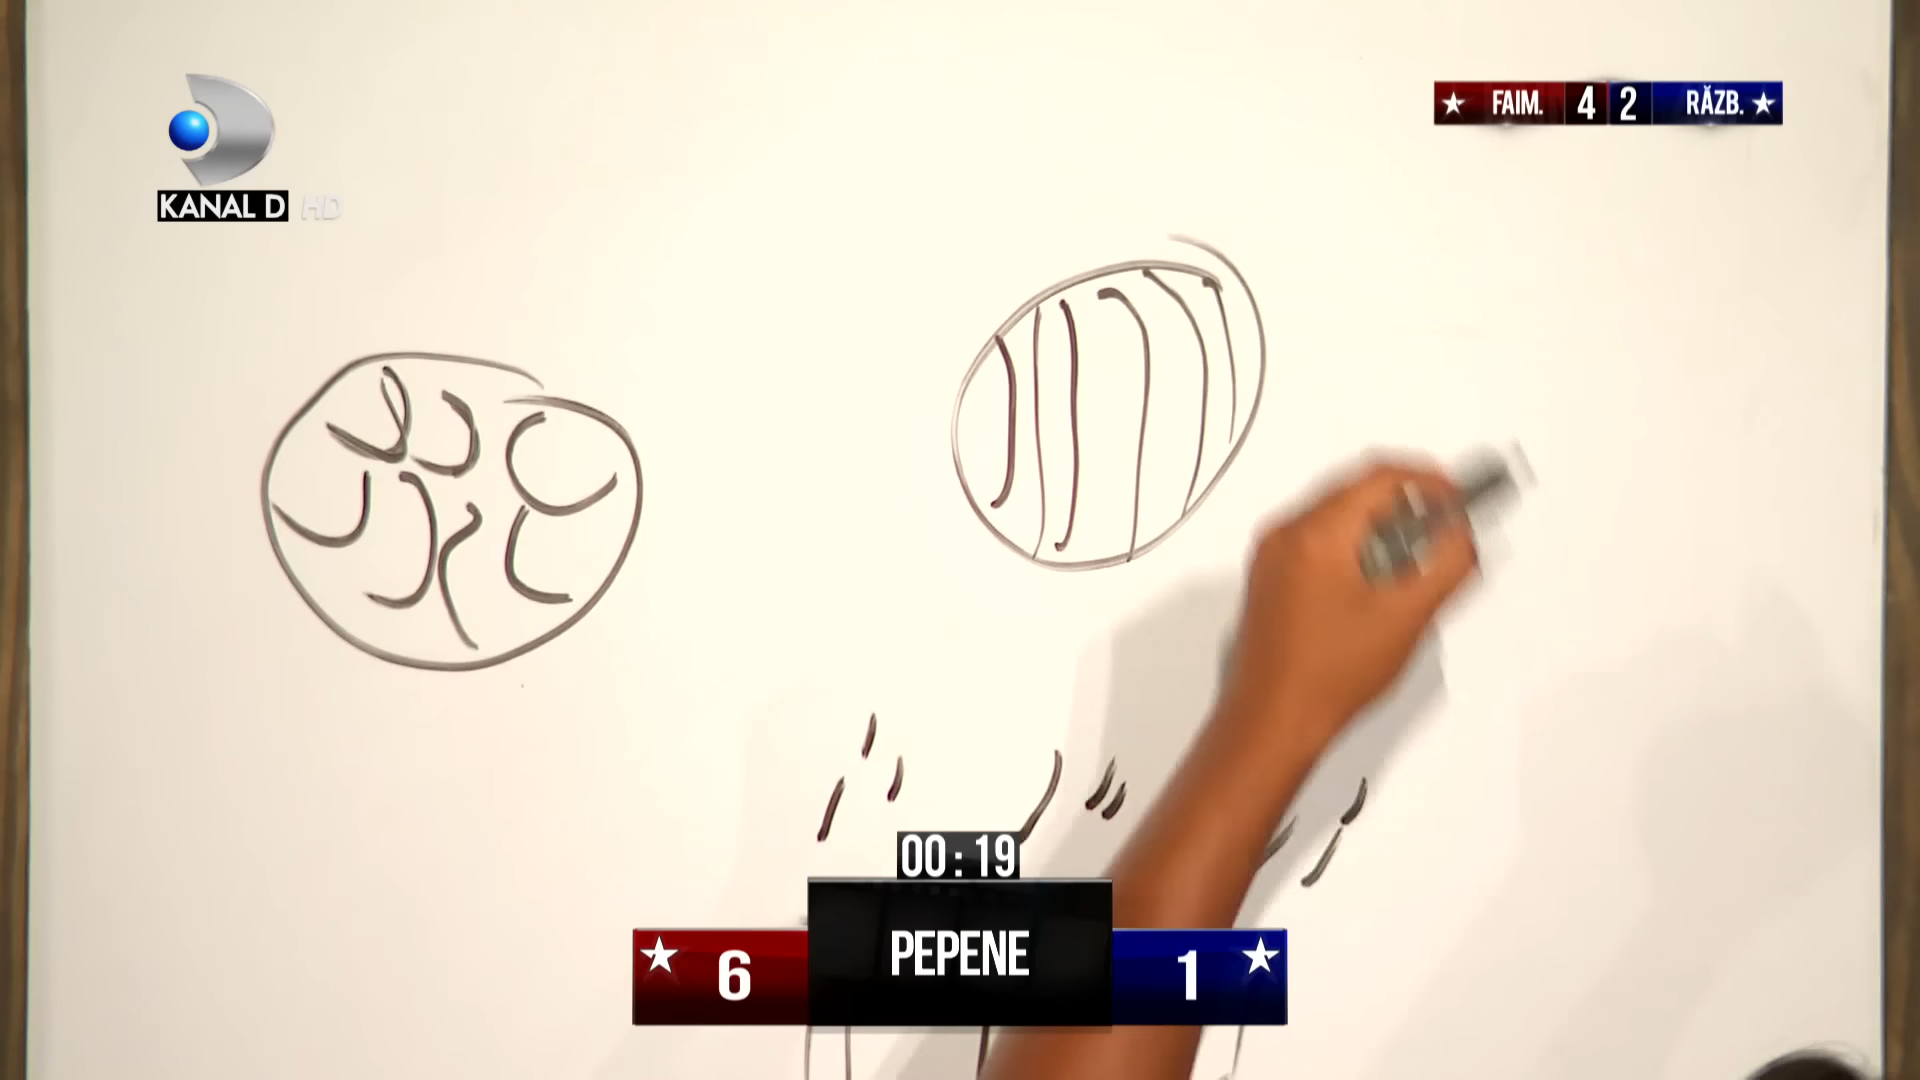 KANAL D HD
★ FAIM. 4 2 RĂZB. ★
00:19
PEPENE
★ 6 1 ★